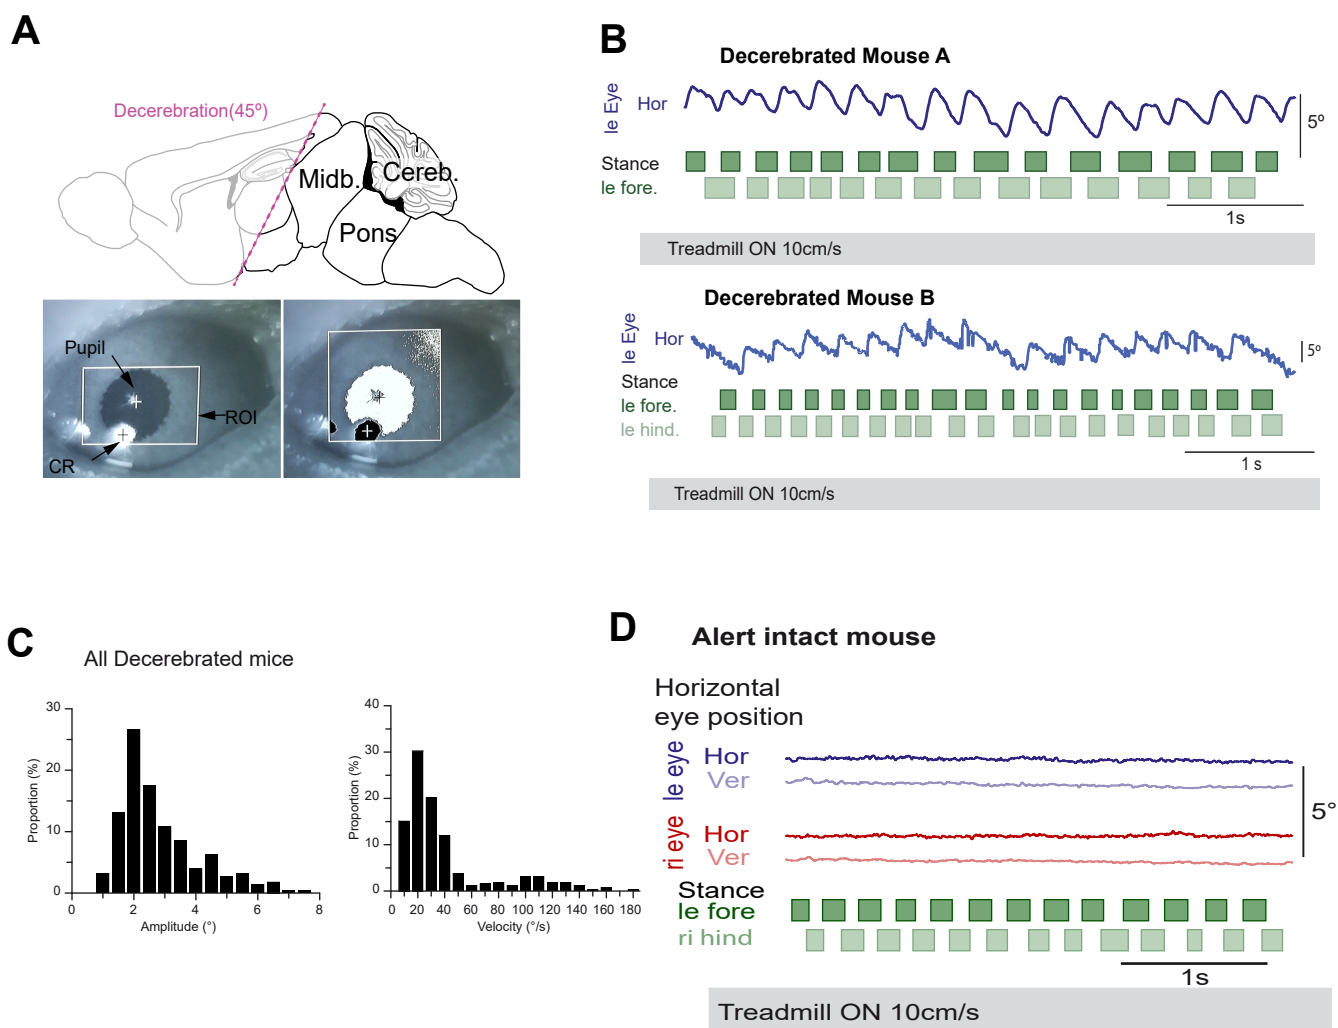 A
Decerebration(45º)
Midb.
Cereb.
Pons
Pupil
ROI
CR
B
Decerebrated Mouse A
le Eye
Hor
5º
Stance
le fore.
1s
Treadmill ON 10cm/s
Decerebrated Mouse B
le Eye
Hor
5º
Stance
le fore.
le hind.
1 s
Treadmill ON 10cm/s
C
All Decerebrated mice
Proportion (%)
30
20
10
0
0 2 4 6 8
Amplitude (°)
Proportion (%)
40
30
20
10
0
0 20 40 60 80 100 120 140 160 180
Velocity (°/s)
D
Alert intact mouse
Horizontal
eye position
le eye
Hor
Ver
ri eye
Hor
Ver
5°
Stance
le fore
ri hind
1s
Treadmill ON 10cm/s